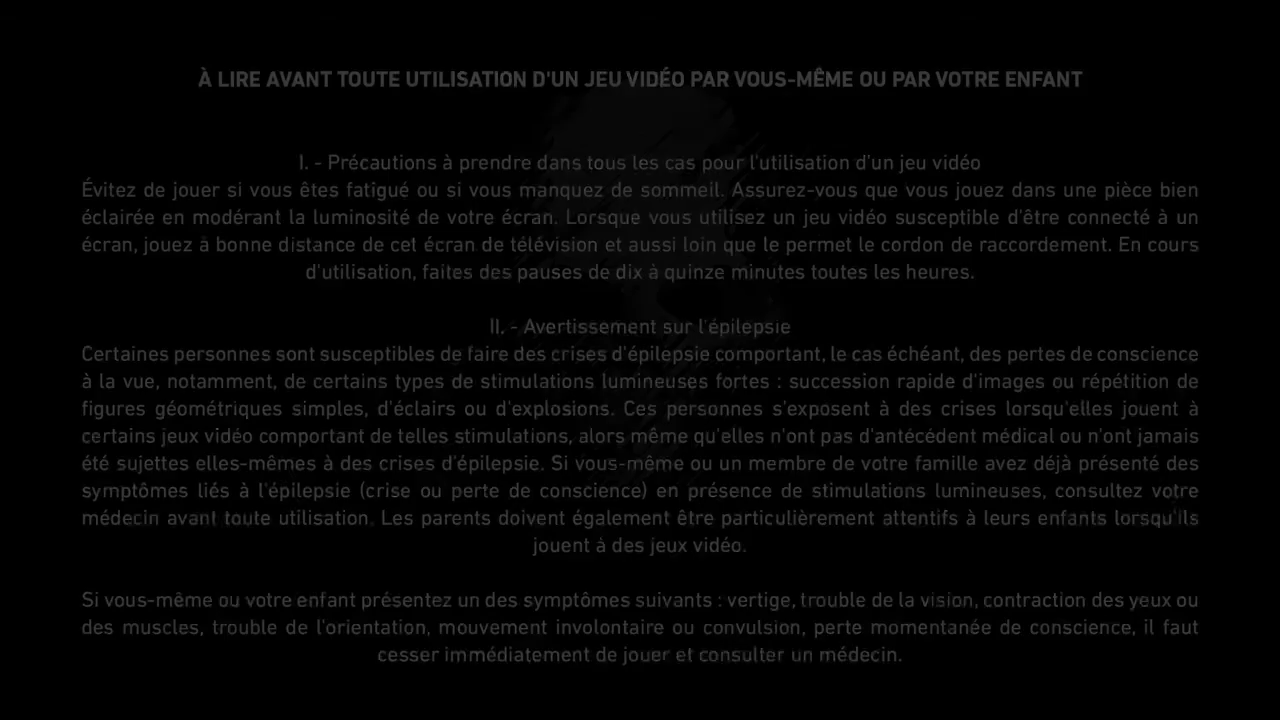 À LIRE AVANT TOUTE UTILISATION D'UN JEU VIDÉO PAR VOUS-MÊME OU PAR VOTRE ENFANT
I. - Précautions à prendre dans tous les cas pour l'utilisation d'un jeu vidéo
Évitez de jouer si vous êtes fatigué ou si vous manquez de sommeil. Assurez-vous que vous jouez dans une pièce bien
éclairée en modérant la luminosité de votre écran. Lorsque vous utilisez un jeu vidéo susceptible d'être connecté à un
écran, jouez à bonne distance de cet écran de télévision et aussi loin que le permet le cordon de raccordement. En cours
d'utilisation, faites des pauses de dix à quinze minutes toutes les heures.
II. - Avertissement sur l'épilepsie
Certaines personnes sont susceptibles de faire des crises d'épilepsie comportant, le cas échéant, des pertes de conscience
à la vue, notamment, de certains types de stimulations lumineuses fortes : succession rapide d'images ou répétition de
figures géométriques simples, d'éclairs ou d'explosions. Ces personnes s'exposent à des crises lorsqu'elles jouent à
certains jeux vidéo comportant de telles stimulations, alors même qu'elles n'ont pas d'antécédent médical ou n'ont jamais
été sujettes elles-mêmes à des crises d'épilepsie. Si vous-même ou un membre de votre famille avez déjà présenté des
symptômes liés à l'épilepsie (crise ou perte de conscience) en présence de stimulations lumineuses, consultez votre
médecin avant toute utilisation. Les parents doivent également être particulièrement attentifs à leurs enfants lorsqu'ils
jouent à des jeux vidéo.
Si vous-même ou votre enfant présentez un des symptômes suivants : vertige, trouble de la vision, contraction des yeux ou
des muscles, trouble de l'orientation, mouvement involontaire ou convulsion, perte momentanée de conscience, il faut
cesser immédiatement de jouer et consulter un médecin.